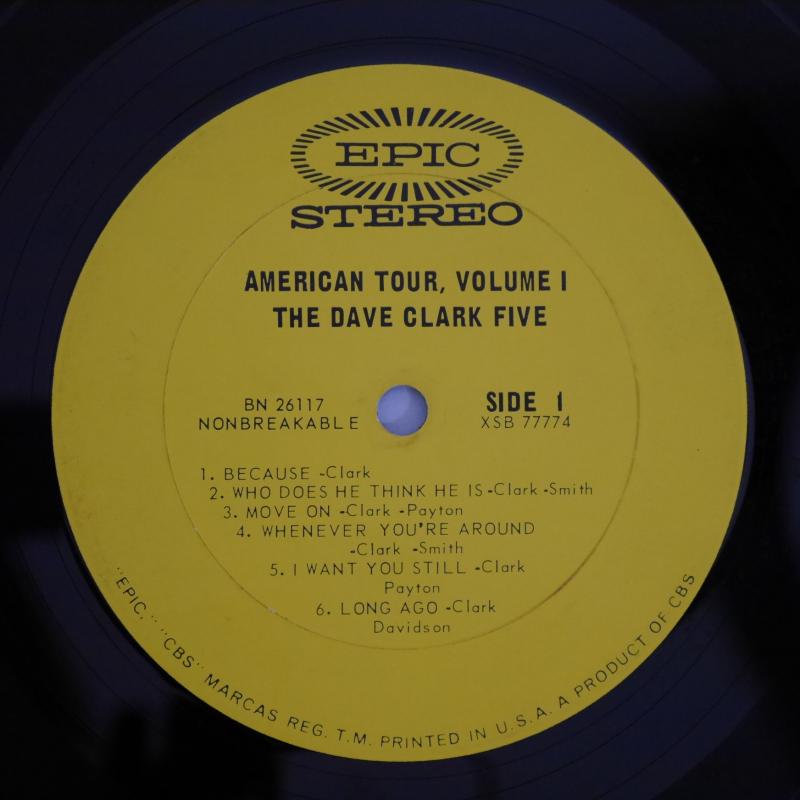 EPIC
STEREO
AMERICAN TOUR, VOLUME I
THE DAVE CLARK FIVE
BN 26117
NONBREAKABLE
SIDE 1
XSB 77774
1. BECAUSE -Clark
2. WHO DOES HE THINK HE IS -Clark -Smith
3. MOVE ON -Clark -Payton
4. WHENEVER YOU'RE AROUND
-Clark -Smith
5. I WANT YOU STILL -Clark
Payton
6. LONG AGO -Clark
Davidson
"EPIC," "CBS" MARCAS REG. T.M. PRINTED IN U.S.A. A PRODUCT OF CBS